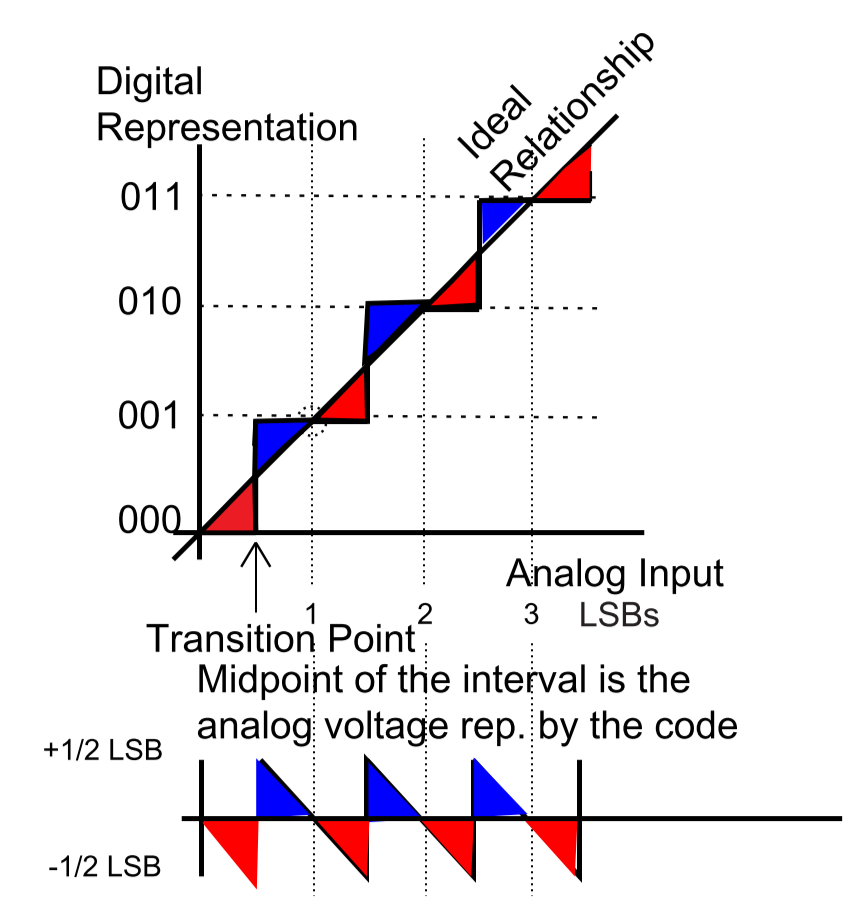 Digital
Representation
Ideal
Relationship
011
010
001
000
Analog Input
1
2
3
LSBs
Transition Point
Midpoint of the interval is the
analog voltage rep. by the code
+1/2 LSB
-1/2 LSB